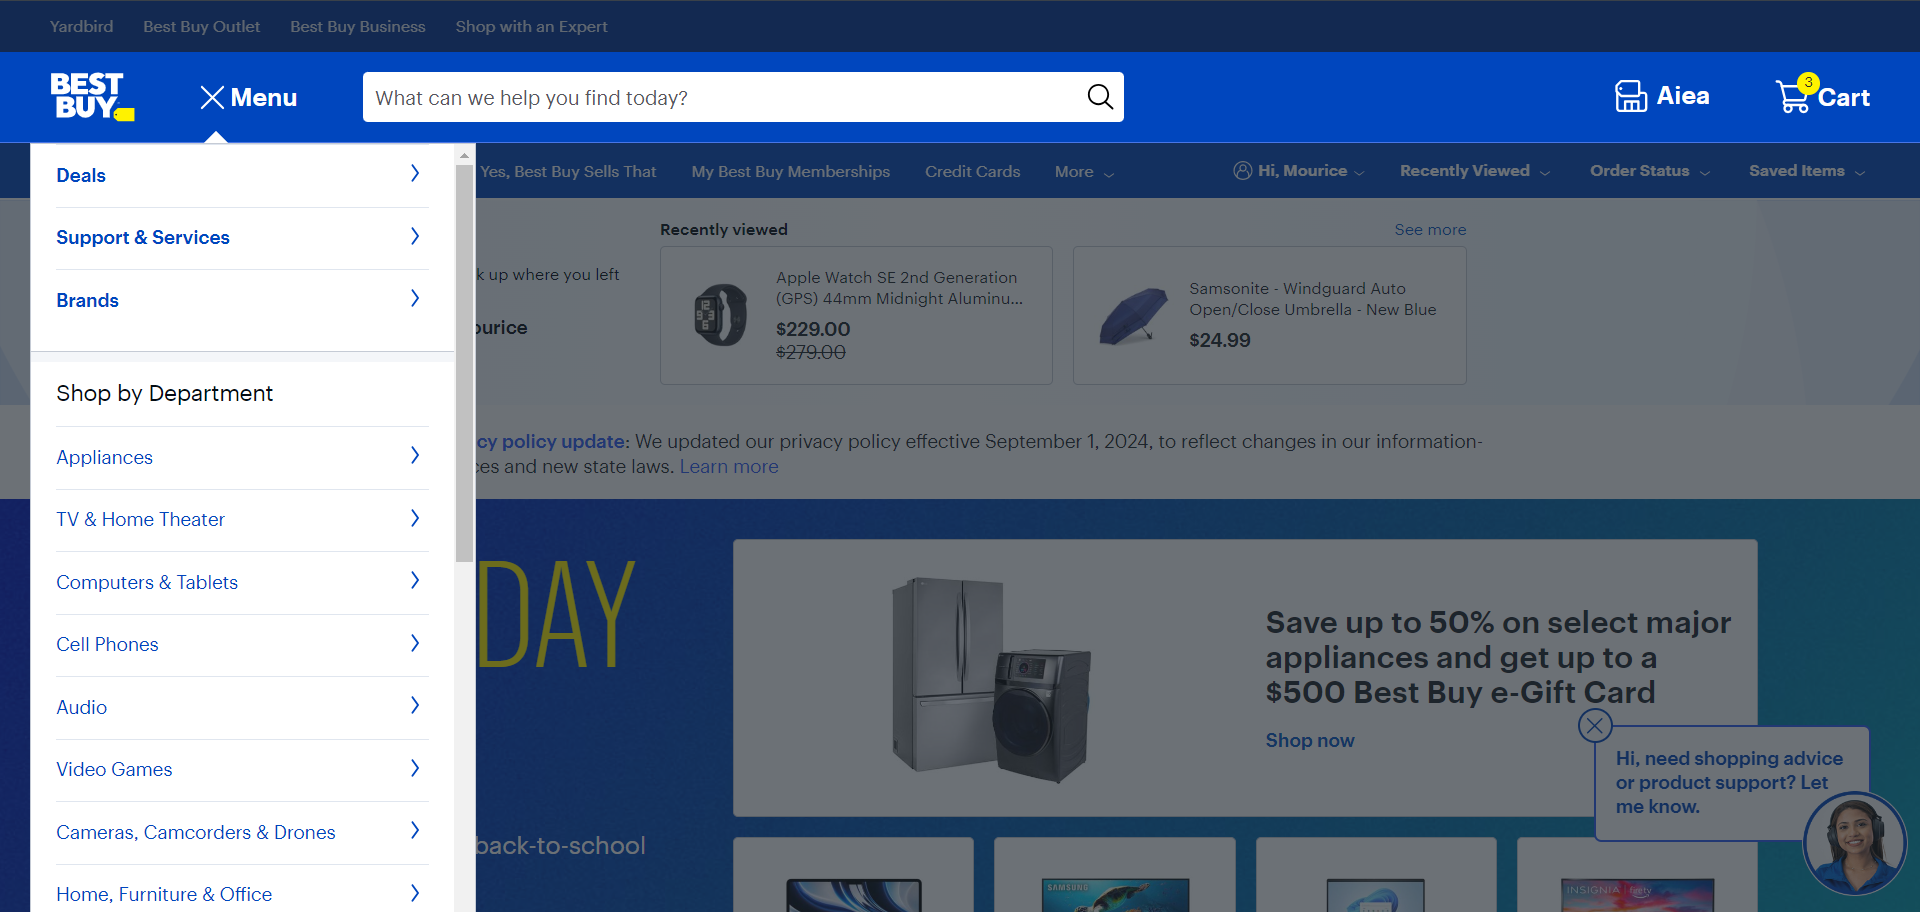 Yardbird
Best Buy Outlet
Best Buy Business
Shop with an Expert
BEST
BUY
Menu
What can we help you find today?
Aiea
3
Cart
Yes, Best Buy Sells That
My Best Buy Memberships
Credit Cards
More
Hi, Mourice
Recently Viewed
Order Status
Saved Items
Deals
Support & Services
Brands
Shop by Department
Appliances
TV & Home Theater
Computers & Tablets
Cell Phones
Audio
Video Games
Cameras, Camcorders & Drones
Home, Furniture & Office
k up where you left
ourice
Recently viewed
See more
Apple Watch SE 2nd Generation
(GPS) 44mm Midnight Aluminu...
$229.00
$279.00
Samsonite - Windguard Auto
Open/Close Umbrella - New Blue
$24.99
cy policy update: We updated our privacy policy effective September 1, 2024, to reflect changes in our information-
ces and new state laws. Learn more
DAY
back-to-school
Save up to 50% on select major
appliances and get up to a
$500 Best Buy e-Gift Card
Shop now
Hi, need shopping advice
or product support? Let
me know.
SAMSUNG
INSIGNIA
firetv